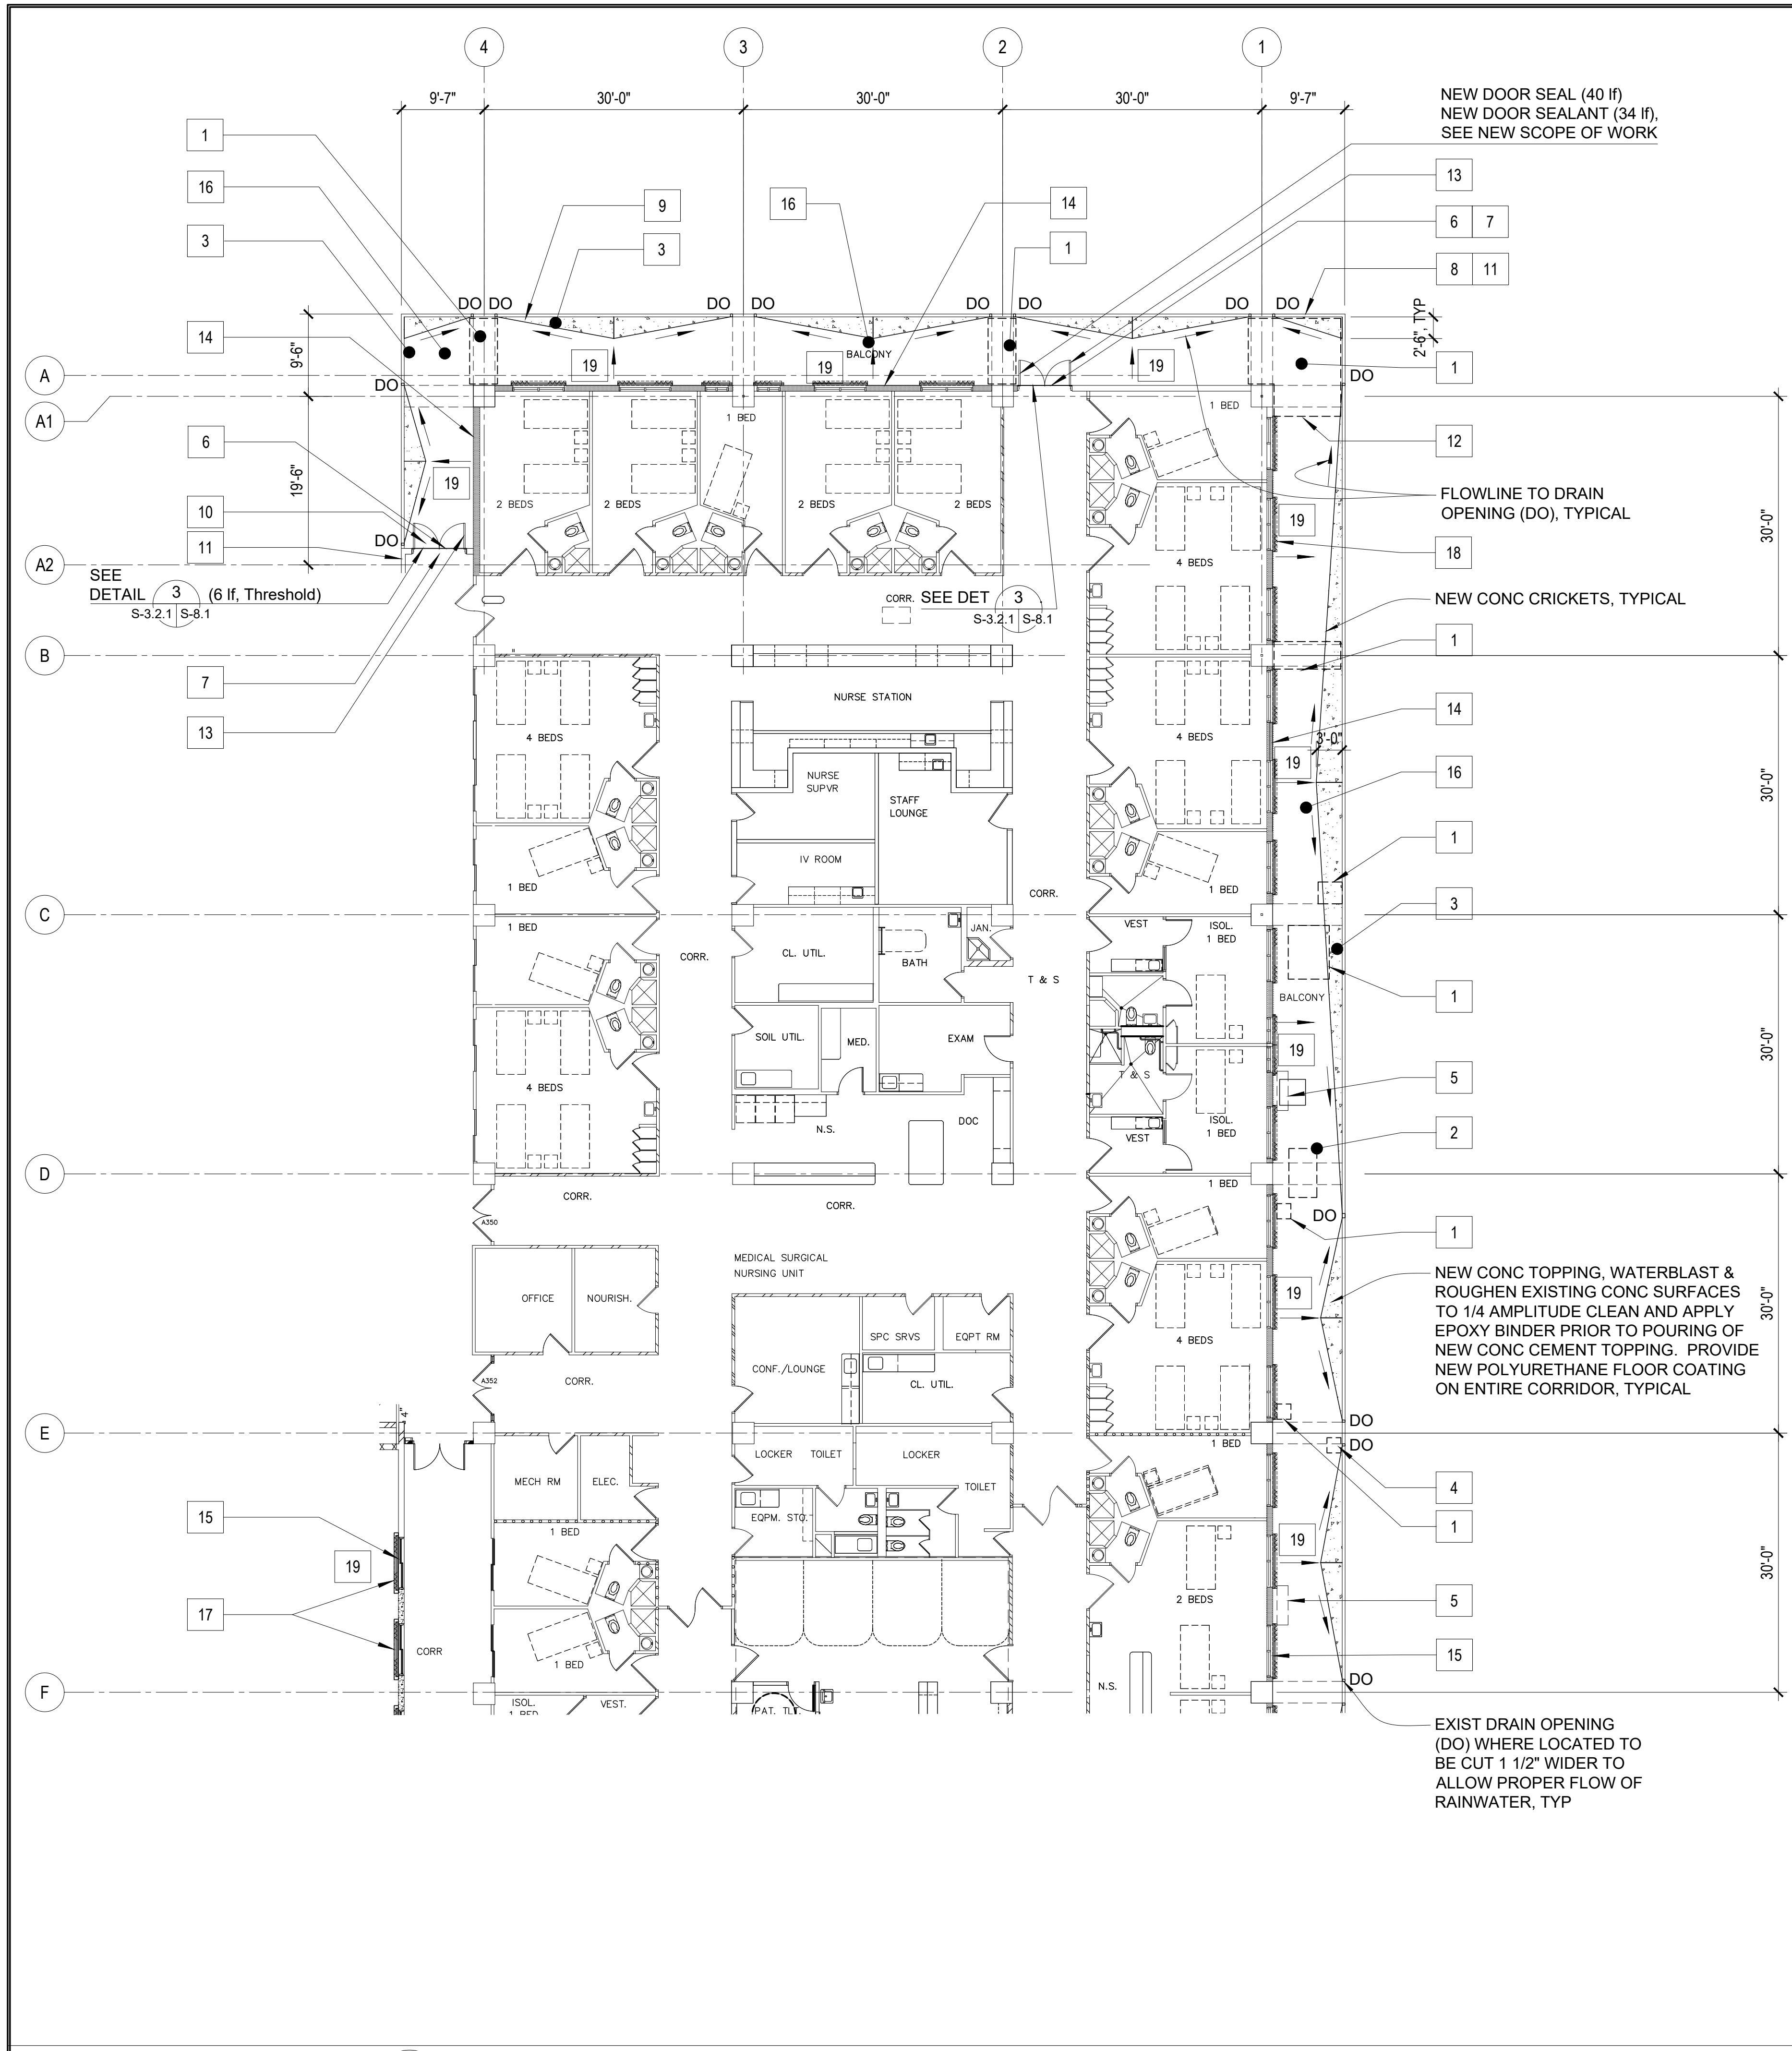 4
3
2
1
9'-7"
30'-0"
30'-0"
30'-0"
9'-7"
NEW DOOR SEAL (40 lf)
NEW DOOR SEALANT (34 lf),
SEE NEW SCOPE OF WORK
1
16
3
14
9
3
16
14
1
13
6 7
8 11
1
2'-6", TYP
DO DO
DO DO
DO DO
DO DO
DO
DO
9'-6"
19'-6"
A
A1
A2
19
19
BALCONY
19
19
6
10
11
DO
SEE
DETAIL 3 (6 lf, Threshold)
S-3.2.1 S-8.1
7
13
2 BEDS
2 BEDS
1 BED
2 BEDS
2 BEDS
1 BED
12
FLOWLINE TO DRAIN
OPENING (DO), TYPICAL
19
18
30'-0"
4 BEDS
CORR.
SEE DET 3
S-3.2.1 S-8.1
NEW CONC CRICKETS, TYPICAL
B
1
NURSE STATION
4 BEDS
4 BEDS
14
3'-0"
19
16
30'-0"
NURSE
SUPVR
STAFF
LOUNGE
IV ROOM
1 BED
1 BED
CORR.
1
C
3
1 BED
CORR.
CL. UTIL.
BATH
JAN.
T & S
VEST
ISOL.
1 BED
BALCONY
1
SOIL UTIL.
MED.
EXAM
19
30'-0"
4 BEDS
T & S
5
N.S.
DOC
VEST
ISOL.
1 BED
2
D
CORR.
CORR.
1 BED
A350
DO
1
MEDICAL SURGICAL
NURSING UNIT
OFFICE
NOURISH.
19
NEW CONC TOPPING, WATERBLAST &
ROUGHEN EXISTING CONC SURFACES
TO 1/4 AMPLITUDE CLEAN AND APPLY
EPOXY BINDER PRIOR TO POURING OF
NEW CONC CEMENT TOPPING. PROVIDE
NEW POLYURETHANE FLOOR COATING
ON ENTIRE CORRIDOR, TYPICAL
30'-0"
SPC SRVS
EQPT RM
4 BEDS
CONF./LOUNGE
CL. UTIL.
CORR.
A352
4"
E
DO
DO
1 BED
LOCKER
TOILET
LOCKER
TOILET
MECH RM
ELEC.
4
1
EQPM. STO.
15
19
1 BED
19
30'-0"
17
2 BEDS
5
CORR
1 BED
15
F
DO
N.S.
ISOL.
1 BED
VEST.
PAT. TLT.
EXIST DRAIN OPENING
(DO) WHERE LOCATED TO
BE CUT 1 1/2" WIDER TO
ALLOW PROPER FLOW OF
RAINWATER, TYP